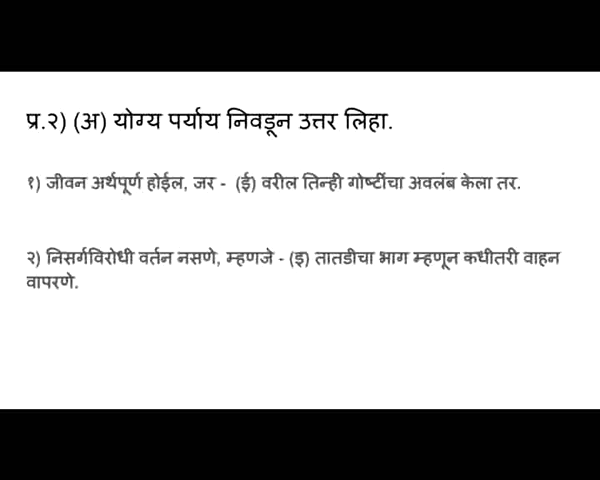 प्र.२) (अ) योग्य पर्याय निवडून उत्तर लिहा.
१) जीवन अर्थपूर्ण होईल, जर - (ई) वरील तिन्ही गोष्टींचा अवलंब केला तर.
२) निसर्गविरोधी वर्तन नसणे, म्हणजे - (इ) तातडीचा भाग म्हणून कधीतरी वाहन
वापरणे.